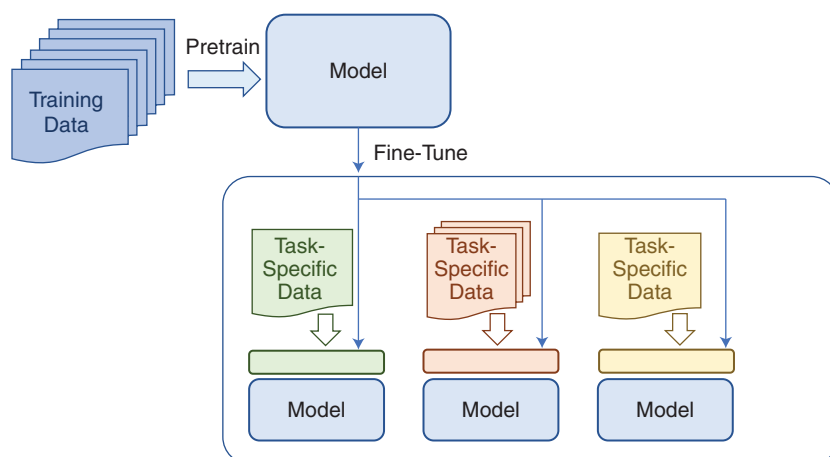 Pretrain
Training
Data
Model
Fine-Tune
Task-
Specific
Data
Task-
Specific
Data
Task-
Specific
Data
Model
Model
Model